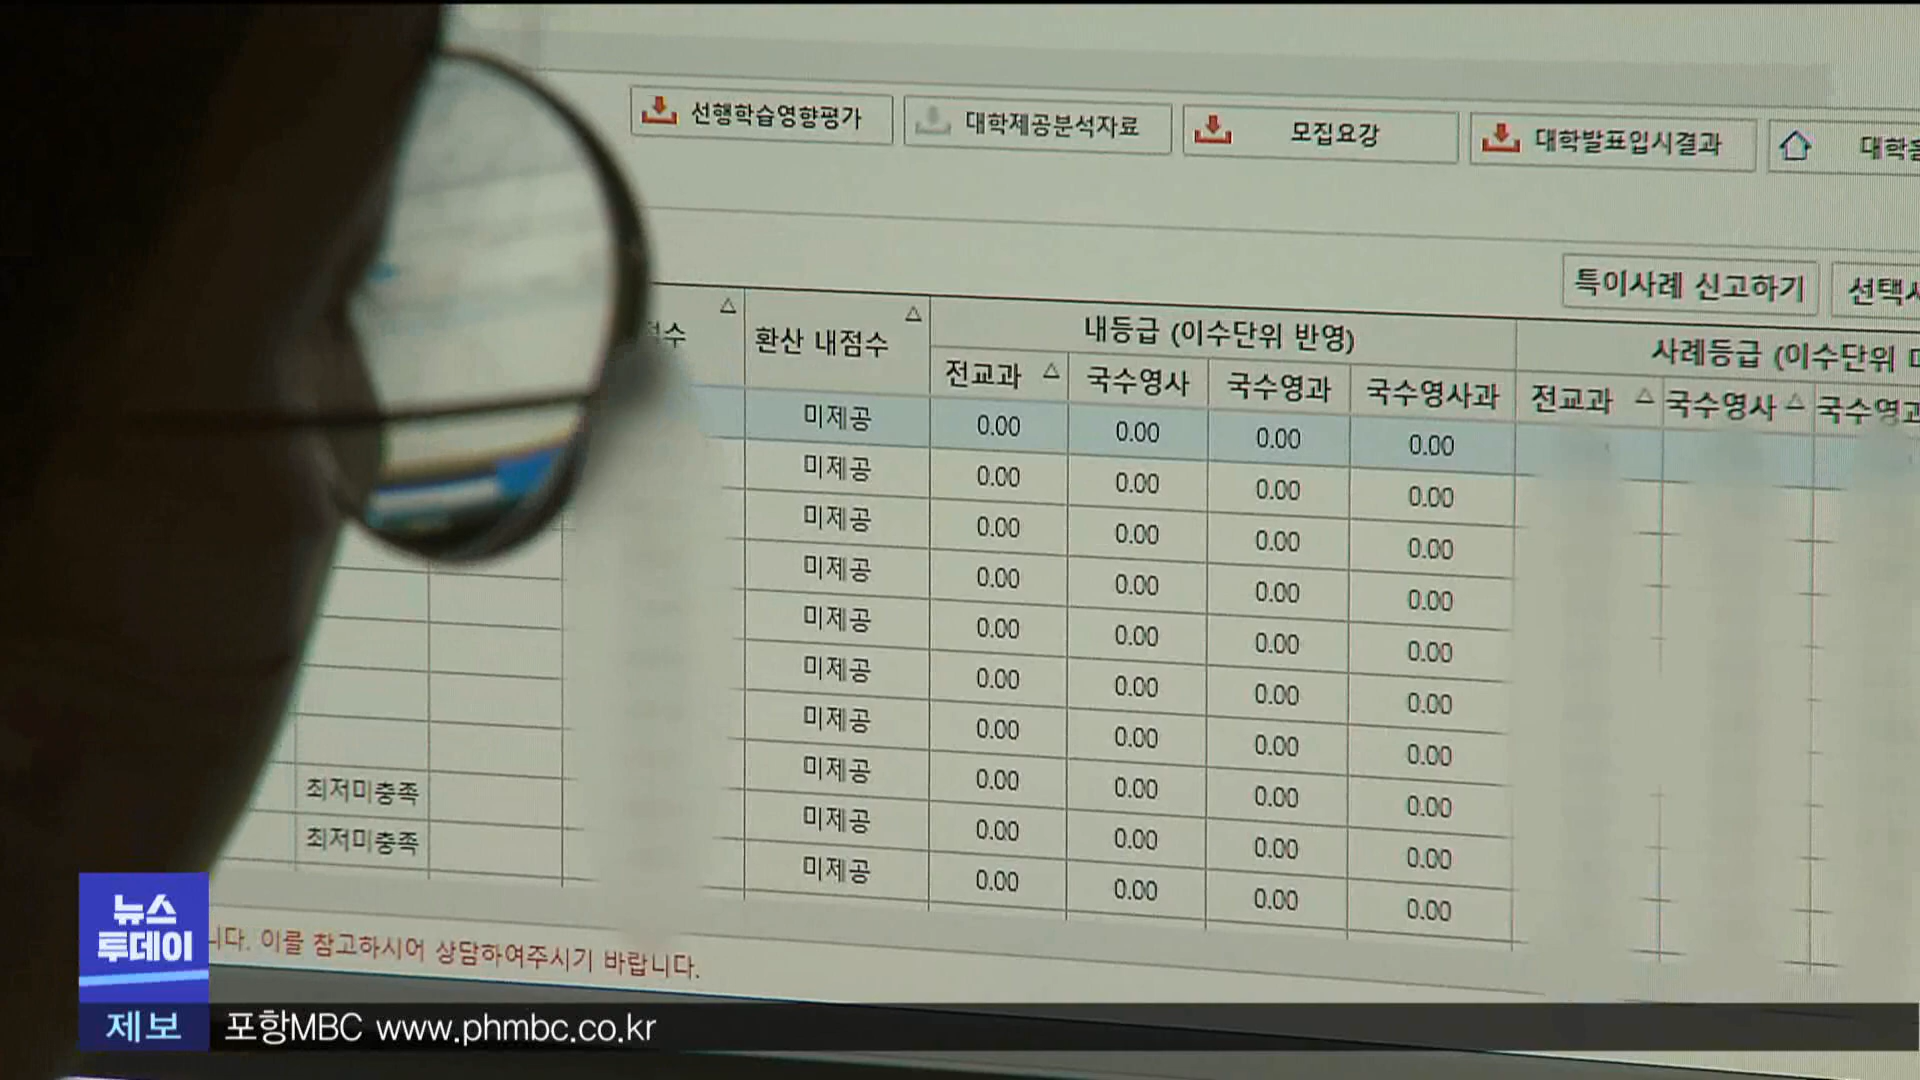 선행학습영향평가 대학제공분석자료 모집요강 대학발표입시결과
특이사례 신고하기
환산 내점수 내등급 (이수단위 반영) 사례등급 (이수단위
전교과 국수영사 국수영과 국수영사과 전교과 국수영사 국수영과
미제공 0.00 0.00 0.00 0.00
미제공 0.00 0.00 0.00 0.00
미제공 0.00 0.00 0.00 0.00
미제공 0.00 0.00 0.00 0.00
미제공 0.00 0.00 0.00 0.00
미제공 0.00 0.00 0.00 0.00
미제공 0.00 0.00 0.00 0.00
최저미충족 미제공 0.00 0.00 0.00 0.00
최저미충족 미제공 0.00 0.00 0.00 0.00
미제공 0.00 0.00 0.00 0.00
니다. 이를 참고하시어 상담하여주시기 바랍니다.
뉴스
투데이
제보 포항MBC www.phmbc.co.kr